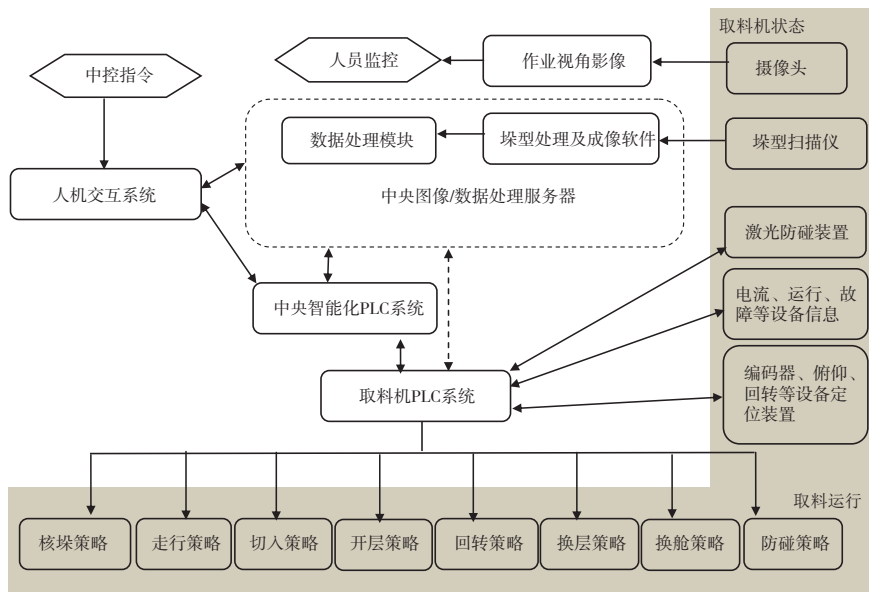 取料机状态
中控指令
人员监控
作业视角影像
摄像头
数据处理模块
垛型处理及成像软件
垛型扫描仪
人机交互系统
中央图像/数据处理服务器
激光防碰装置
中央智能化PLC系统
电流、运行、故
障等设备信息
取料机PLC系统
编码器、俯仰、
回转等设备定
位装置
取料运行
核垛策略
走行策略
切入策略
开层策略
回转策略
换层策略
换舱策略
防碰策略